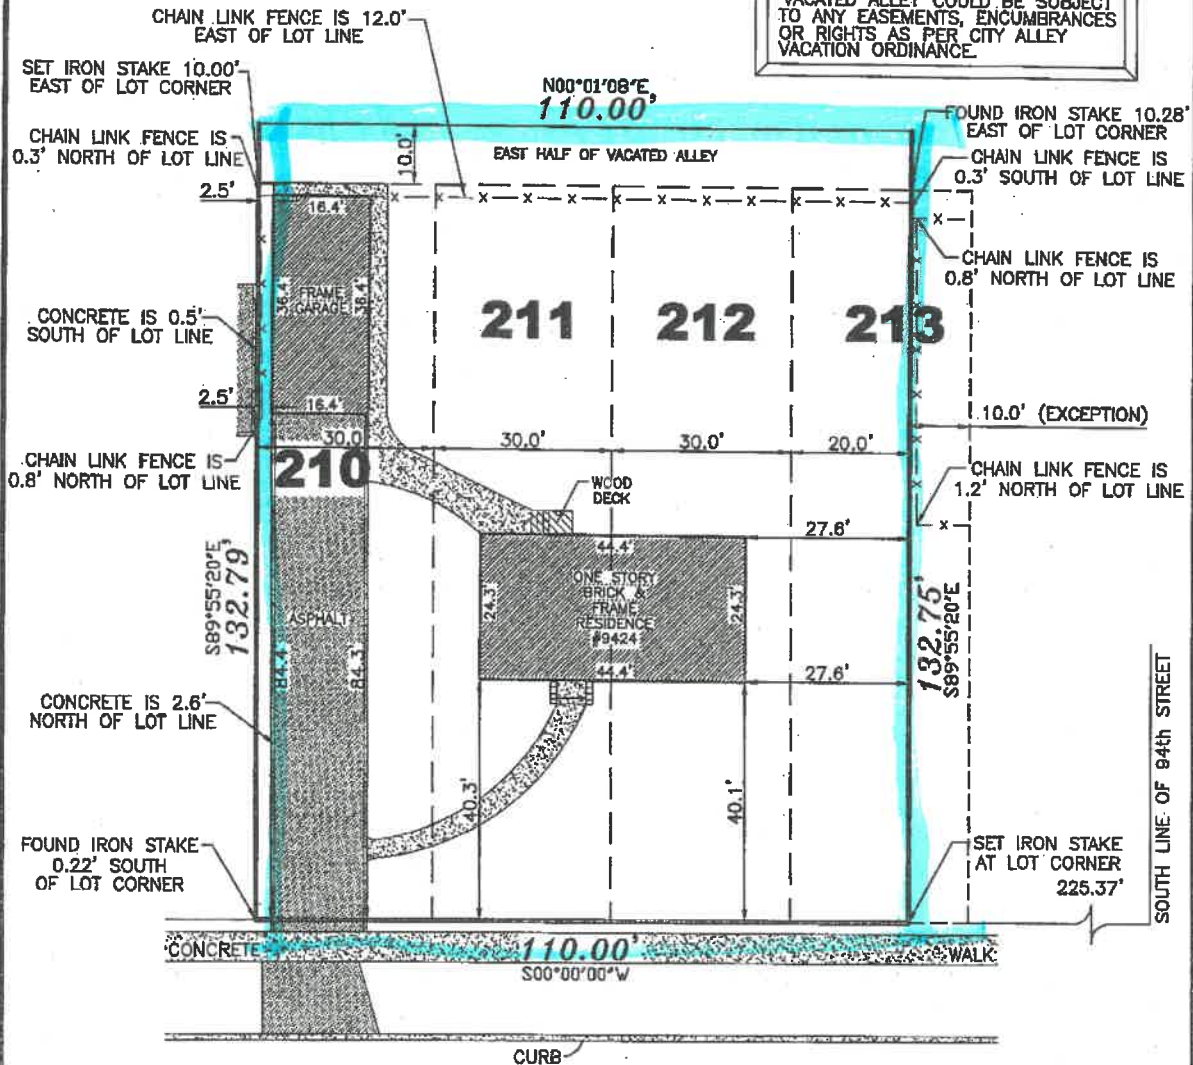 VACATED ALLEY COULD BE SUBJECT
TO ANY EASEMENTS, ENCUMBRANCES
OR RIGHTS AS PER CITY ALLEY
VACATION ORDINANCE.
CHAIN LINK FENCE IS 12.0'
EAST OF LOT LINE
SET IRON STAKE 10.00'
EAST OF LOT CORNER
N00°01'08"E
110.00'
FOUND IRON STAKE 10.28'
EAST OF LOT CORNER
CHAIN LINK FENCE IS
0.3' NORTH OF LOT LINE
10.0'
EAST HALF OF VACATED ALLEY
CHAIN LINK FENCE IS
0.3' SOUTH OF LOT LINE
2.5'
16.4'
CHAIN LINK FENCE IS
0.8' NORTH OF LOT LINE
36.4'
FRAME
GARAGE
36.4'
211
212
213
CONCRETE IS 0.5'
SOUTH OF LOT LINE
2.5'
16.4'
10.0' (EXCEPTION)
30.0
30.0'
30.0'
20.0'
210
CHAIN LINK FENCE IS
0.8' NORTH OF LOT LINE
WOOD
DECK
CHAIN LINK FENCE IS
1.2' NORTH OF LOT LINE
27.6'
44.4'
S89°55'20"E
132.79'
24.3'
ONE STORY
BRICK &
FRAME
RESIDENCE
#9424
24.3'
132.75'
S89°55'20"E
ASPHALT
84.4'
84.3'
44.4'
27.6'
CONCRETE IS 2.6'
NORTH OF LOT LINE
40.3'
40.1'
SOUTH LINE OF 94th STREET
FOUND IRON STAKE
0.22' SOUTH
OF LOT CORNER
SET IRON STAKE
AT LOT CORNER
225.37'
CONCRETE
110.00'
WALK
S00°00'00"W
CURB